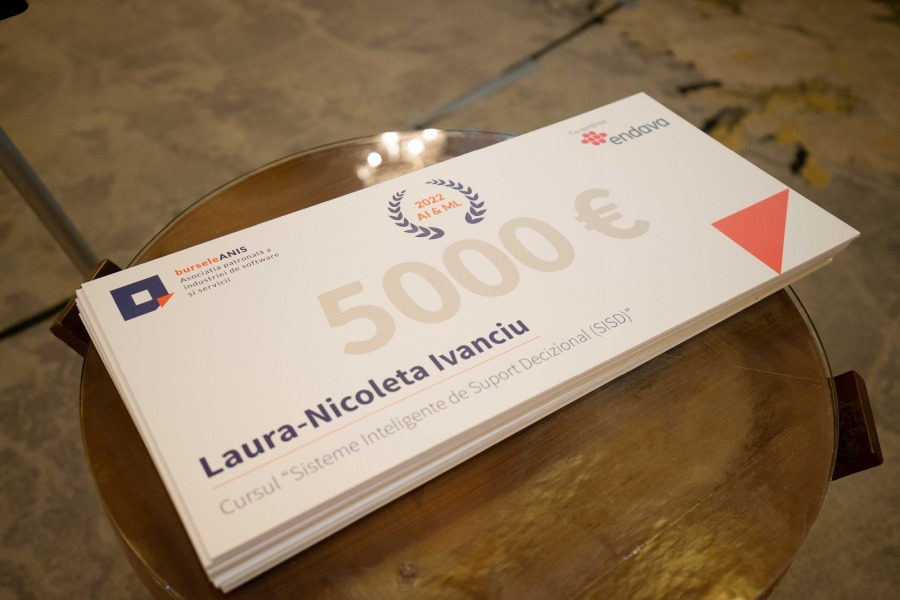 burseleANIS
Asociația patronală a
industriei de software
și servicii
2022
AI & ML
Cu sprijinul
endava
5000 €
Laura-Nicoleta Ivanciu
Cursul “Sisteme Inteligente de Suport Decizional (SISD)”